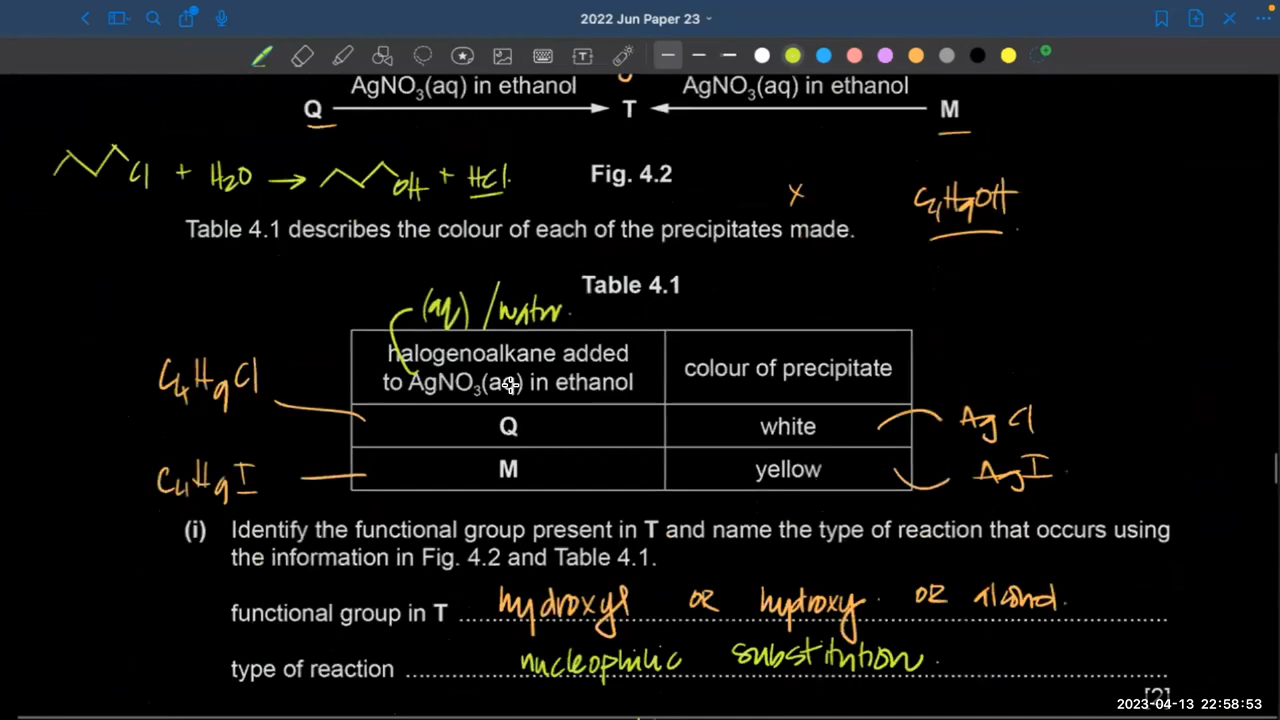 2022 Jun Paper 23
AgNO3(aq) in ethanol AgNO3(aq) in ethanol
Q T M
Cl + H2O → OH + HCl
Fig. 4.2
x C4H9OH
Table 4.1 describes the colour of each of the precipitates made.
Table 4.1
(aq) / water
halogenoalkane added
to AgNO3(aq) in ethanol
colour of precipitate
C4H9Cl Q white AgCl
C4H9I M yellow AgI
(i) Identify the functional group present in T and name the type of reaction that occurs using
the information in Fig. 4.2 and Table 4.1.
functional group in T hydroxyl OR hydroxy OR alcohol.
type of reaction nucleophilic substitution.
[2]
2023-04-13 22:58:53